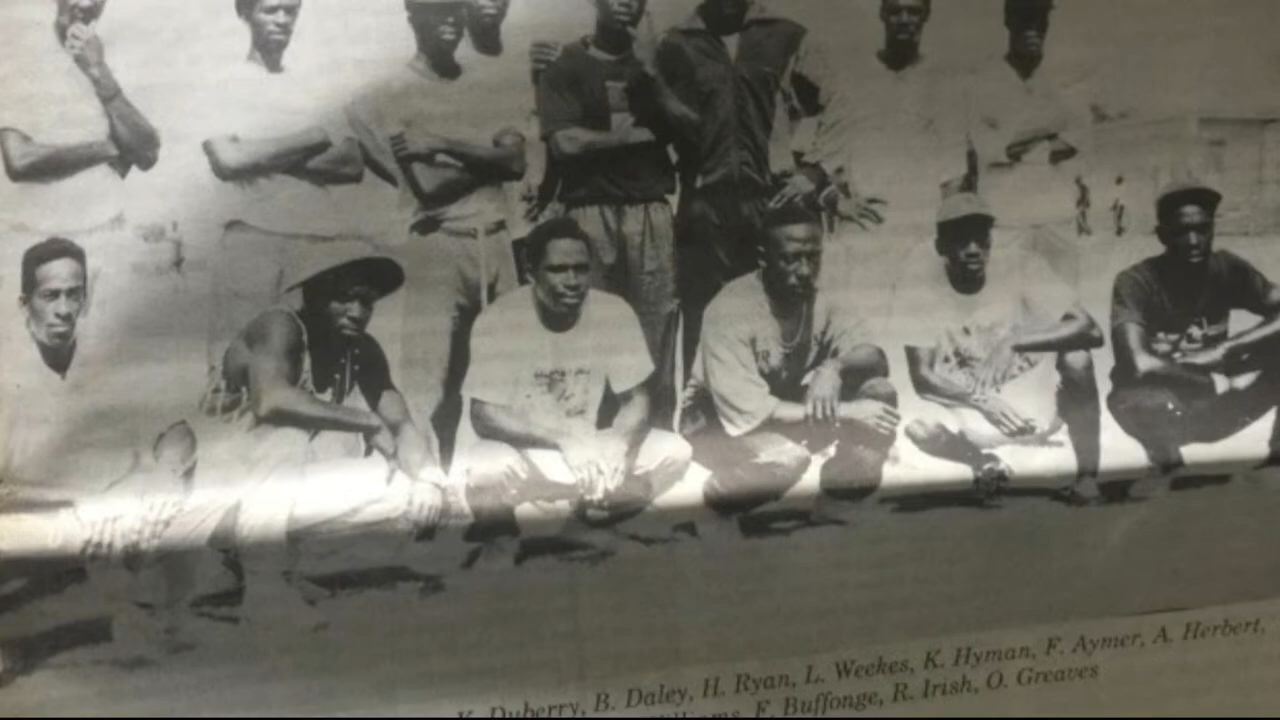 K. Duberry, B. Daley, H. Ryan, L. Weekes, K. Hyman, F. Aymer, A. Herbert,
Williams, F. Buffonge, R. Irish, O. Greaves